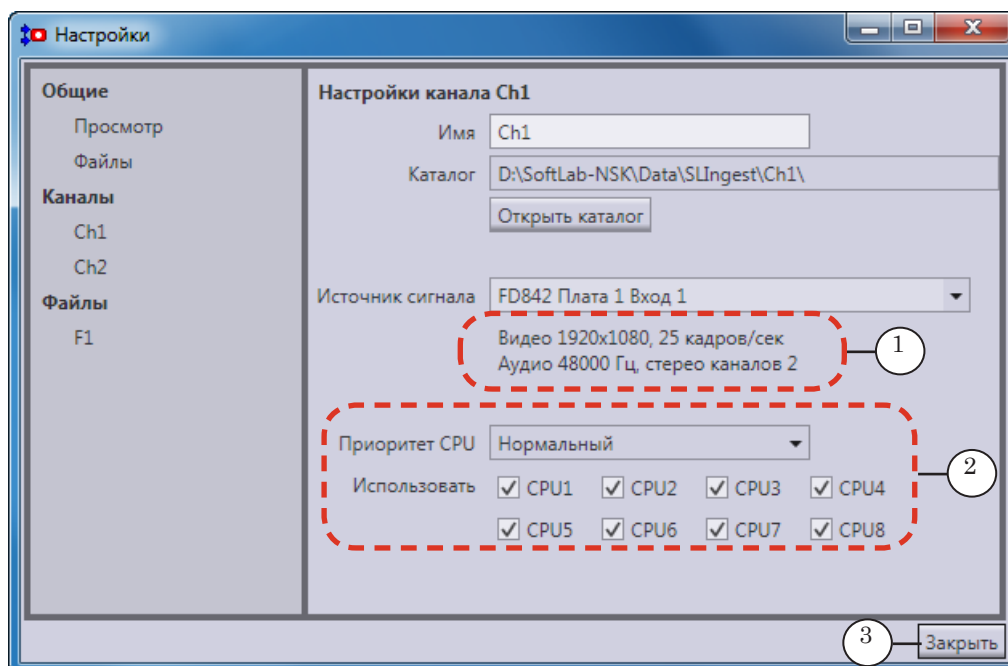 Настройки
Общие
Просмотр
Файлы
Каналы
Ch1
Ch2
Файлы
F1
Настройки канала Ch1
Имя Ch1
Каталог D:\SoftLab-NSK\Data\SLIngest\Ch1\
Открыть каталог
Источник сигнала FD842 Плата 1 Вход 1
Видео 1920x1080, 25 кадров/сек
Аудио 48000 Гц, стерео каналов 2
1
Приоритет CPU Нормальный
Использовать CPU1 CPU2 CPU3 CPU4
CPU5 CPU6 CPU7 CPU8
2
3
Закрыть